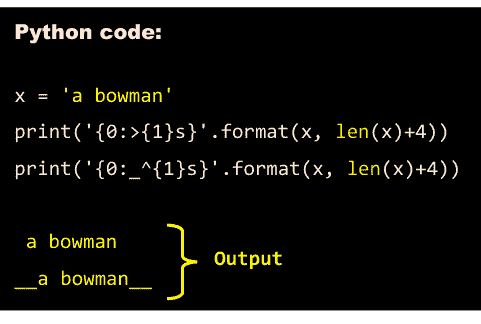 Python code:
x = 'a bowman'
print('{0:>{1}s}'.format(x, len(x)+4))
print('{0:_^{1}s}'.format(x, len(x)+4))
a bowman
__a bowman__
Output